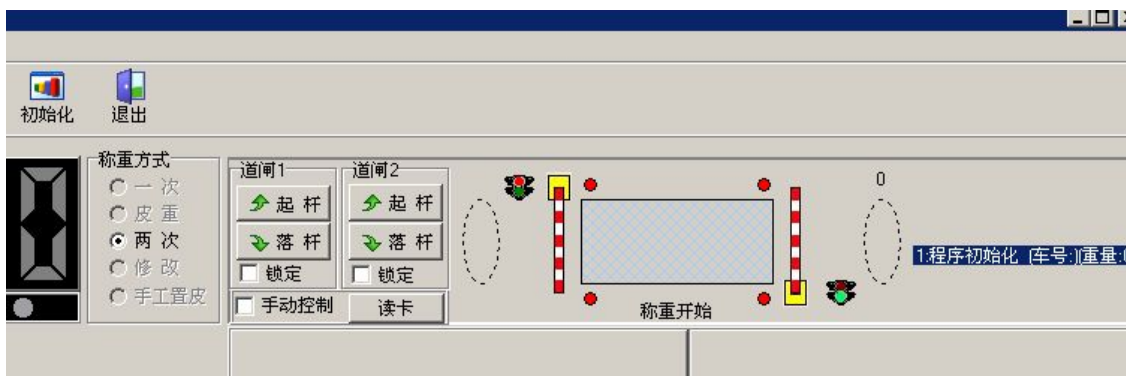 初始化 退出
称重方式
一 次
皮 重
两 次
修 改
手工置皮
道闸1
起 杆
落 杆
锁定
道闸2
起 杆
落 杆
锁定
手动控制
读卡
称重开始
0
1:程序初始化 [车号:][重量: